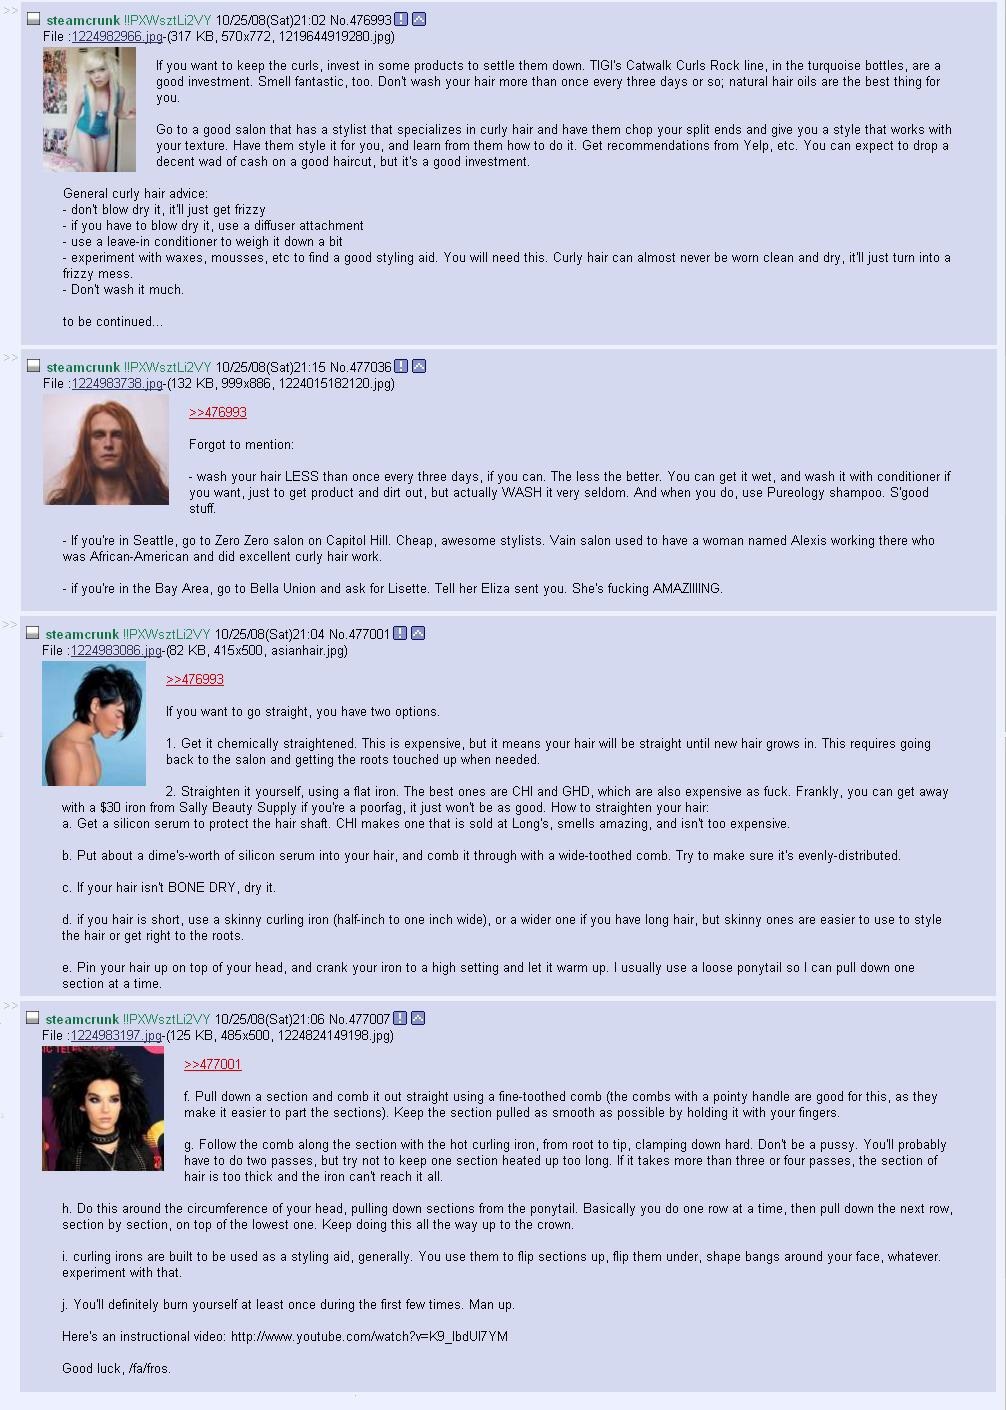 >>
steamcrunk !!PXWsztLi2VY 10/25/08(Sat)21:02 No.476993
File :1224982966.jpg-(317 KB, 570x772, 1219644919280.jpg)
If you want to keep the curls, invest in some products to settle them down. TIGI's Catwalk Curls Rock line, in the turquoise bottles, are a
good investment. Smell fantastic, too. Don't wash your hair more than once every three days or so; natural hair oils are the best thing for
you.
Go to a good salon that has a stylist that specializes in curly hair and have them chop your split ends and give you a style that works with
your texture. Have them style it for you, and learn from them how to do it. Get recommendations from Yelp, etc. You can expect to drop a
decent wad of cash on a good haircut, but it's a good investment.
General curly hair advice:
- don't blow dry it, it'll just get frizzy
- if you have to blow dry it, use a diffuser attachment
- use a leave-in conditioner to weigh it down a bit
- experiment with waxes, mousses, etc to find a good styling aid. You will need this. Curly hair can almost never be worn clean and dry, it'll just turn into a
frizzy mess.
- Don't wash it much.
to be continued...
>>
steamcrunk !!PXWsztLi2VY 10/25/08(Sat)21:15 No.477036
File :1224983738.jpg-(132 KB, 999x886, 1224015182120.jpg)
>>476993
Forgot to mention:
- wash your hair LESS than once every three days, if you can. The less the better. You can get it wet, and wash it with conditioner if
you want, just to get product and dirt out, but actually WASH it very seldom. And when you do, use Pureology shampoo. S'good
stuff.
- If you're in Seattle, go to Zero Zero salon on Capitol Hill. Cheap, awesome stylists. Vain salon used to have a woman named Alexis working there who
was African-American and did excellent curly hair work.
- if you're in the Bay Area, go to Bella Union and ask for Lisette. Tell her Eliza sent you. She's fucking AMAZIIIING.
>>
steamcrunk !!PXWsztLi2VY 10/25/08(Sat)21:04 No.477001
File :1224983086.jpg-(82 KB, 415x500, asianhair.jpg)
>>476993
If you want to go straight, you have two options.
1. Get it chemically straightened. This is expensive, but it means your hair will be straight until new hair grows in. This requires going
back to the salon and getting the roots touched up when needed.
2. Straighten it yourself, using a flat iron. The best ones are CHI and GHD, which are also expensive as fuck. Frankly, you can get away
with a $30 iron from Sally Beauty Supply if you're a poorfag, it just won't be as good. How to straighten your hair:
a. Get a silicon serum to protect the hair shaft. CHI makes one that is sold at Long's, smells amazing, and isn't too expensive.
b. Put about a dime's-worth of silicon serum into your hair, and comb it through with a wide-toothed comb. Try to make sure it's evenly-distributed.
c. If your hair isn't BONE DRY, dry it.
d. if you hair is short, use a skinny curling iron (half-inch to one inch wide), or a wider one if you have long hair, but skinny ones are easier to use to style
the hair or get right to the roots.
e. Pin your hair up on top of your head, and crank your iron to a high setting and let it warm up. I usually use a loose ponytail so I can pull down one
section at a time.
>>
steamcrunk !!PXWsztLi2VY 10/25/08(Sat)21:06 No.477007
File :1224983197.jpg-(125 KB, 485x500, 1224824149198.jpg)
>>477001
f. Pull down a section and comb it out straight using a fine-toothed comb (the combs with a pointy handle are good for this, as they
make it easier to part the sections). Keep the section pulled as smooth as possible by holding it with your fingers.
g. Follow the comb along the section with the hot curling iron, from root to tip, clamping down hard. Don't be a pussy. You'll probably
have to do two passes, but try not to keep one section heated up too long. If it takes more than three or four passes, the section of
hair is too thick and the iron can't reach it all.
h. Do this around the circumference of your head, pulling down sections from the ponytail. Basically you do one row at a time, then pull down the next row,
section by section, on top of the lowest one. Keep doing this all the way up to the crown.
i. curling irons are built to be used as a styling aid, generally. You use them to flip sections up, flip them under, shape bangs around your face, whatever.
experiment with that.
j. You'll definitely burn yourself at least once during the first few times. Man up.
Here's an instructional video: http://www.youtube.com/watch?v=K9_IbdUI7YM
Good luck, /fa/fros.